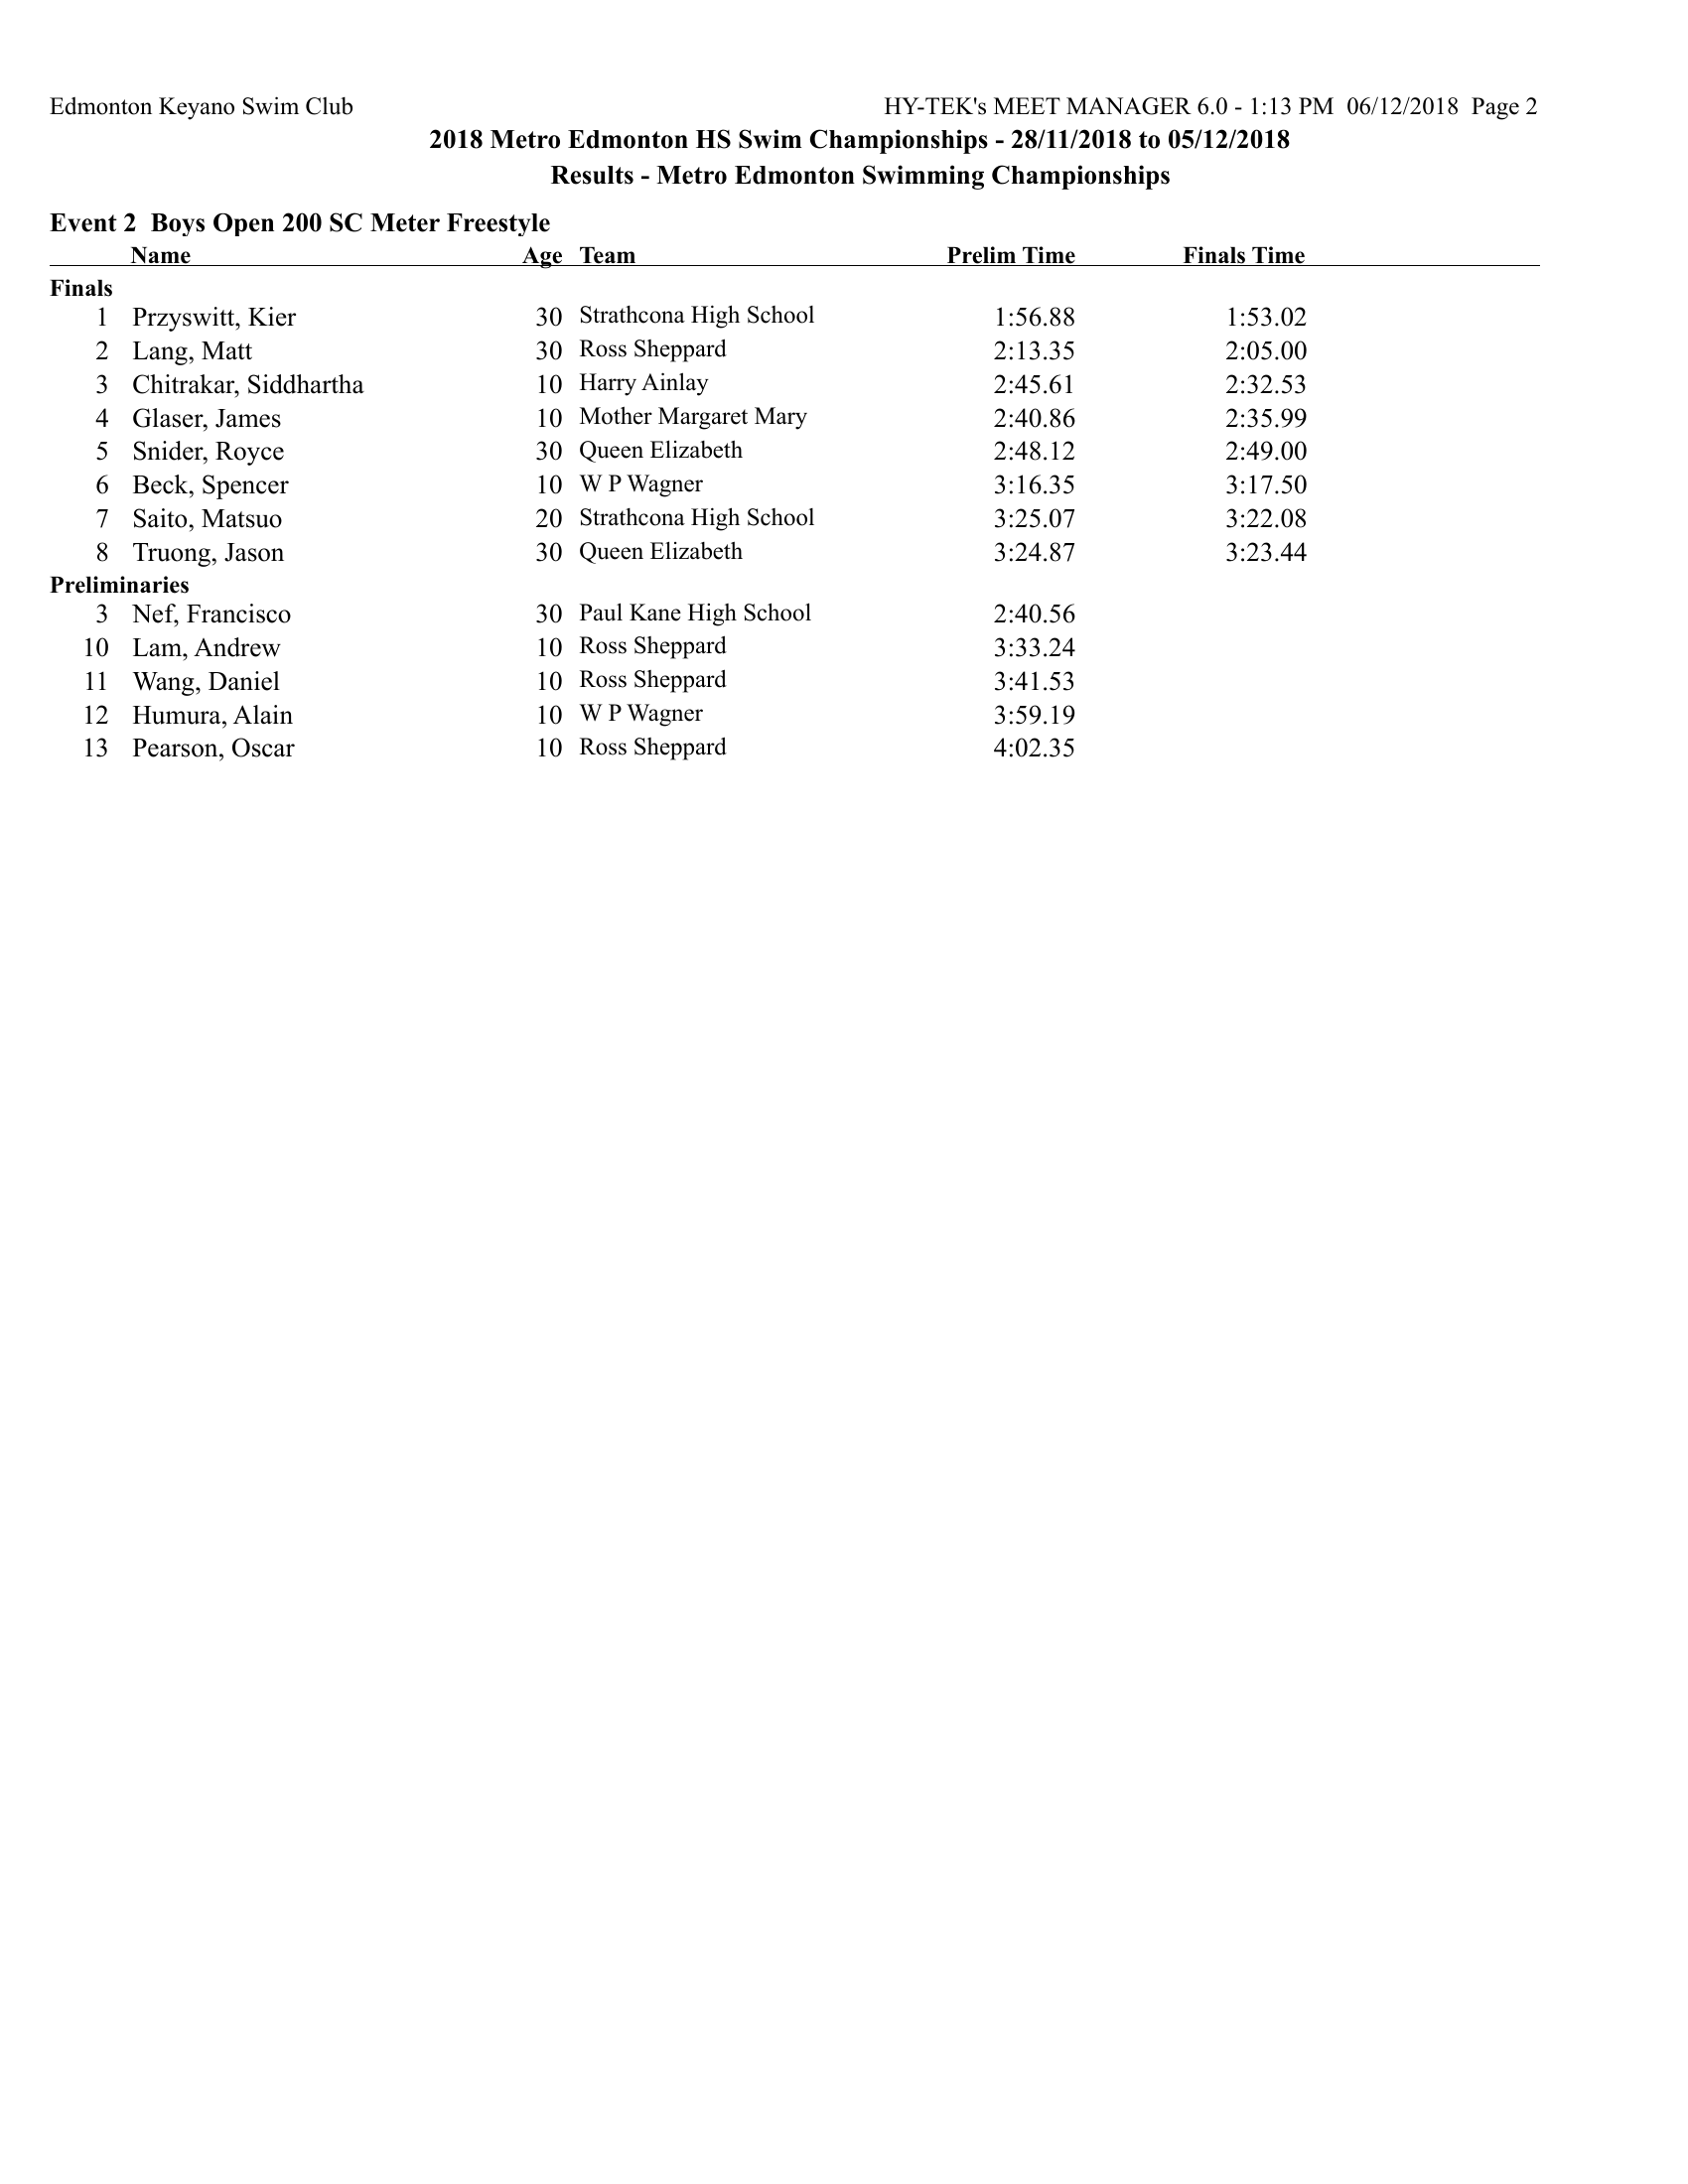 Edmonton Keyano Swim Club HY-TEK's MEET MANAGER 6.0 - 1:13 PM 06/12/2018 Page 2
2018 Metro Edmonton HS Swim Championships - 28/11/2018 to 05/12/2018
Results - Metro Edmonton Swimming Championships
Event 2 Boys Open 200 SC Meter Freestyle
Name Age Team Prelim Time Finals Time
Finals
1 Przyswitt, Kier 30 Strathcona High School 1:56.88 1:53.02
2 Lang, Matt 30 Ross Sheppard 2:13.35 2:05.00
3 Chitrakar, Siddhartha 10 Harry Ainlay 2:45.61 2:32.53
4 Glaser, James 10 Mother Margaret Mary 2:40.86 2:35.99
5 Snider, Royce 30 Queen Elizabeth 2:48.12 2:49.00
6 Beck, Spencer 10 W P Wagner 3:16.35 3:17.50
7 Saito, Matsuo 20 Strathcona High School 3:25.07 3:22.08
8 Truong, Jason 30 Queen Elizabeth 3:24.87 3:23.44
Preliminaries
3 Nef, Francisco 30 Paul Kane High School 2:40.56
10 Lam, Andrew 10 Ross Sheppard 3:33.24
11 Wang, Daniel 10 Ross Sheppard 3:41.53
12 Humura, Alain 10 W P Wagner 3:59.19
13 Pearson, Oscar 10 Ross Sheppard 4:02.35